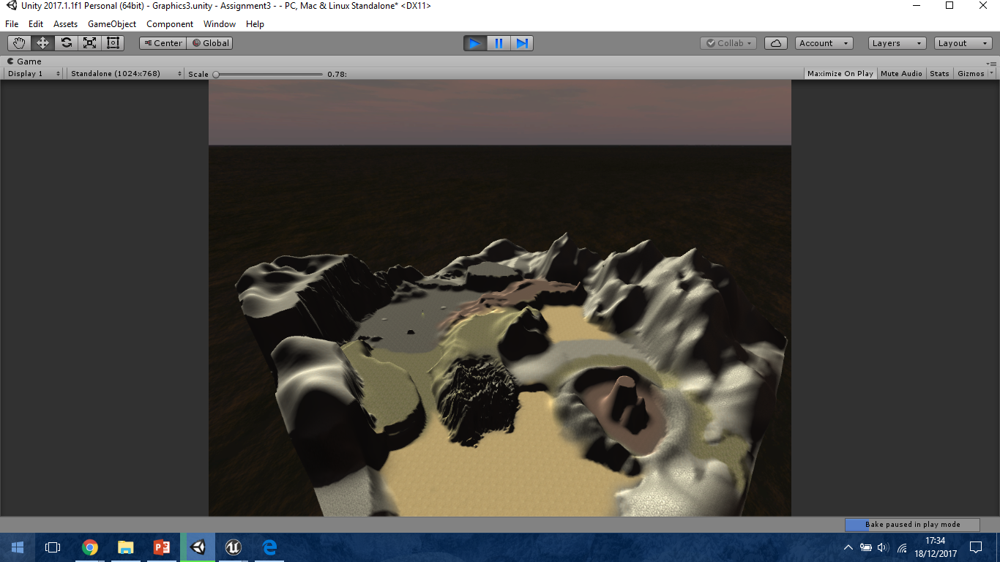 Unity 2017.1.1f1 Personal (64bit) - Graphics3.unity - Assignment3 - - PC, Mac & Linux Standalone* <DX11>
File Edit Assets GameObject Component Window Help
Center Global Collab Account Layers Layout
Game
Display 1 Standalone (1024x768) Scale 0.78: Maximize On Play Mute Audio Stats Gizmos
Bake paused in play mode
17:34
18/12/2017